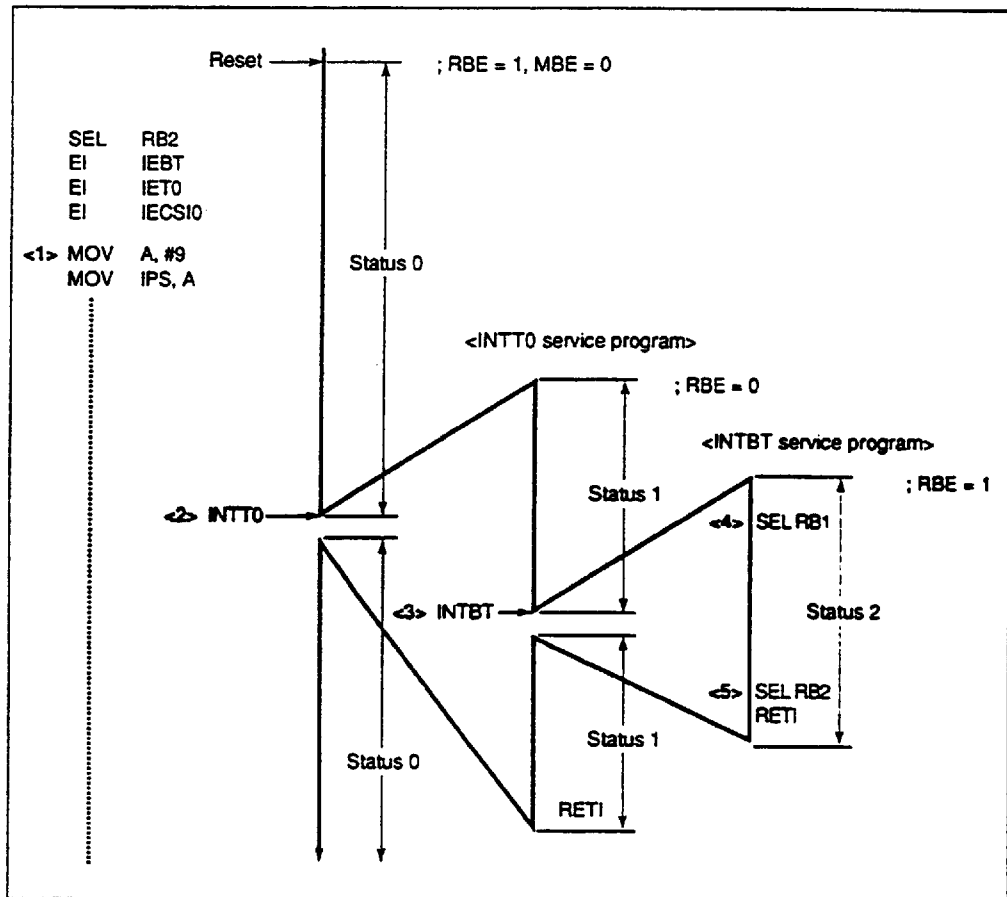 Reset
; RBE = 1, MBE = 0
SEL RB2
EI IEBT
EI IET0
EI IECSI0
<1> MOV A, #9
MOV IPS, A
Status 0
<INTT0 service program>
; RBE = 0
<INTBT service program>
; RBE = 1
Status 1
<2> INTT0
<4> SEL RB1
<3> INTBT
Status 2
<5> SEL RB2
RETI
Status 1
Status 0
RETI